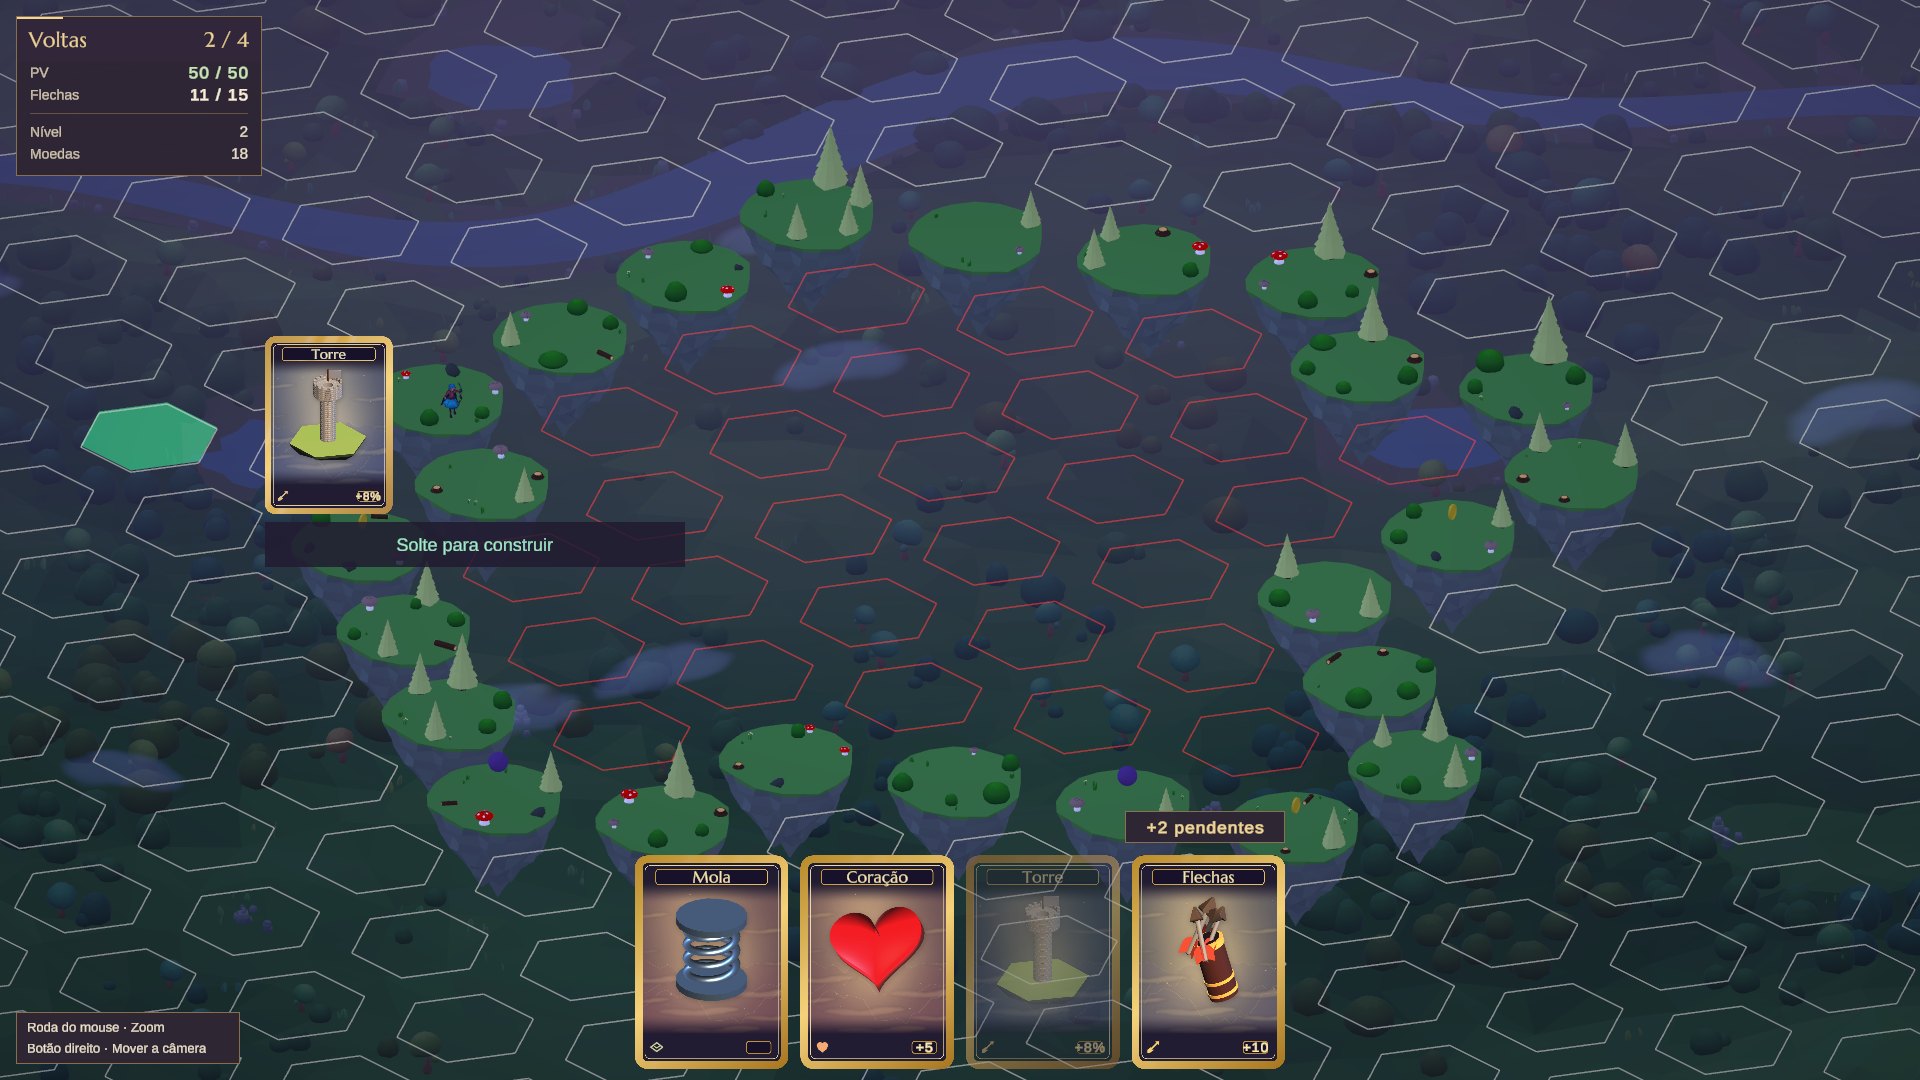 Voltas 2 / 4
PV 50 / 50
Flechas 11 / 15
Nível 2
Moedas 18
Torre
+8%
Solte para construir
+2 pendentes
Mola
Coração
+5
Torre
+8%
Flechas
+10
Roda do mouse · Zoom
Botão direito · Mover a câmera